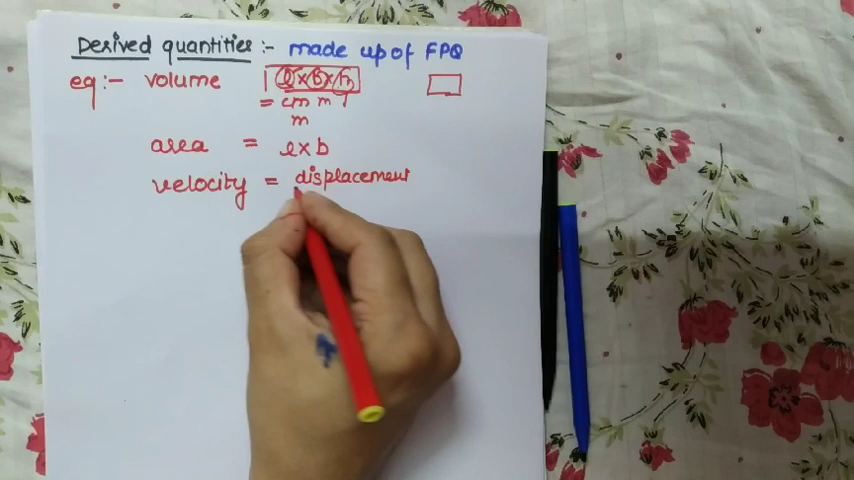 Derived quantities :- made up of FPQ
eg :- volume l×b×h
= cm m
m
area = l×b
velocity = displacement